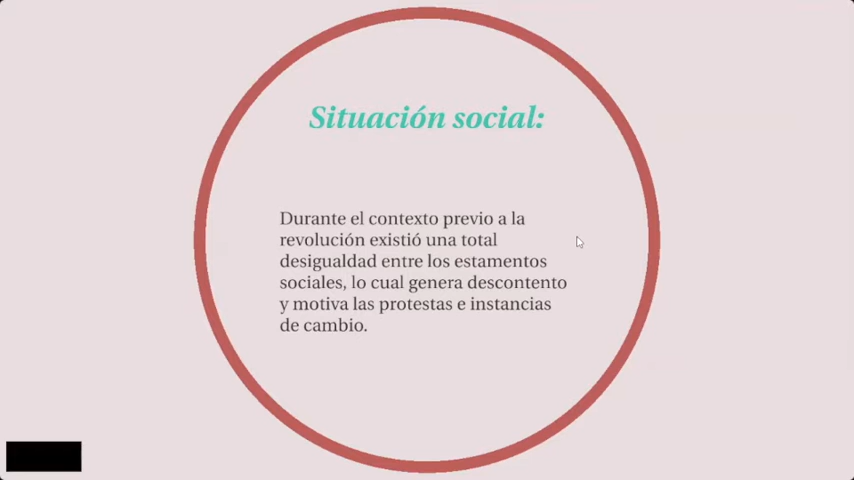 Situación social:
Durante el contexto previo a la
revolución existió una total
desigualdad entre los estamentos
sociales, lo cual genera descontento
y motiva las protestas e instancias
de cambio.